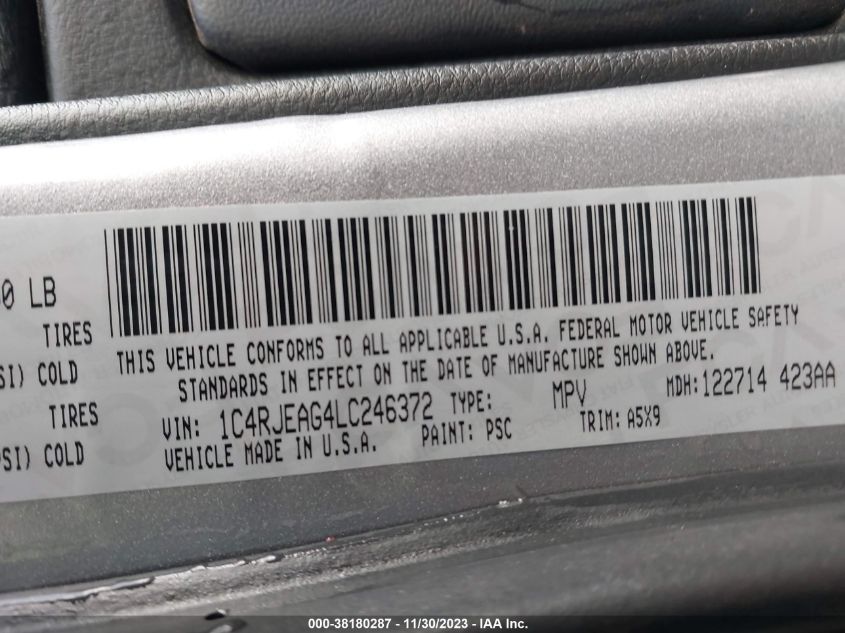 0 LB
TIRES
SI) COLD
TIRES
PSI) COLD
THIS VEHICLE CONFORMS TO ALL APPLICABLE U.S.A. FEDERAL MOTOR VEHICLE SAFETY
STANDARDS IN EFFECT ON THE DATE OF MANUFACTURE SHOWN ABOVE.
VIN: 1C4RJEAG4LC246372 TYPE: MPV MDH:122714 423AA
VEHICLE MADE IN U.S.A. PAINT: PSC TRIM: A5X9
000-38180287 - 11/30/2023 - IAA Inc.